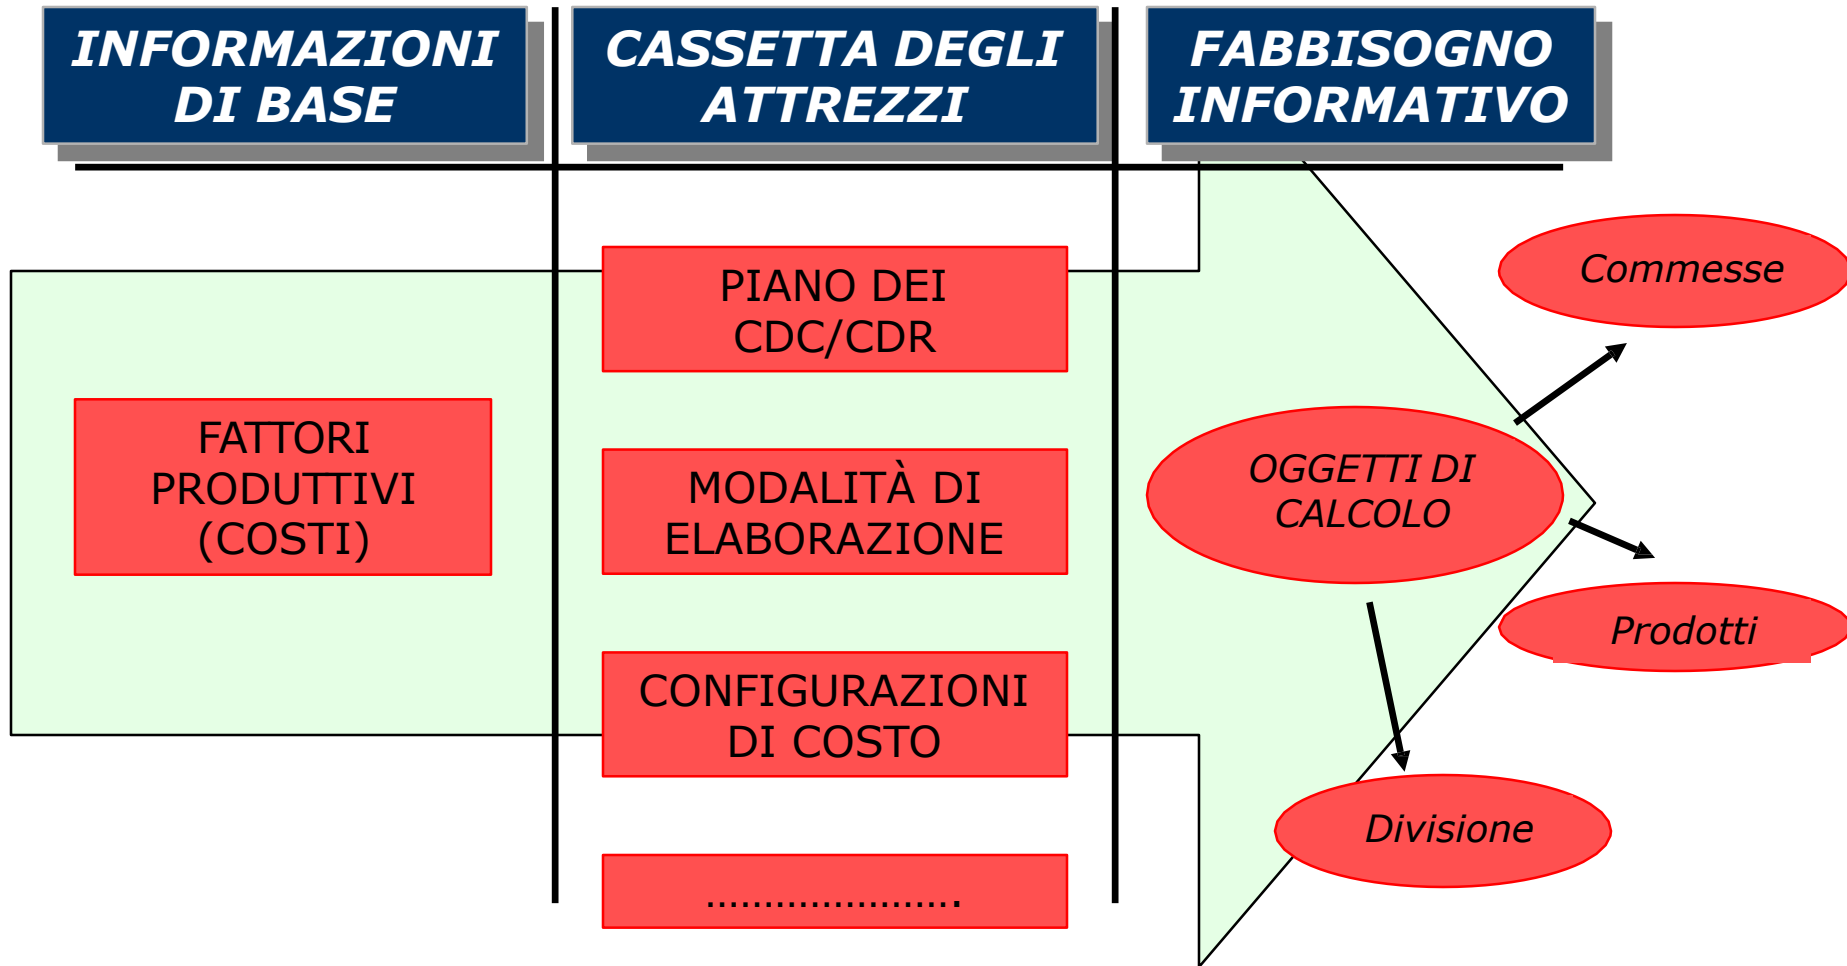 INFORMAZIONI
DI BASE
CASSETTA DEGLI
ATTREZZI
FABBISOGNO
INFORMATIVO
FATTORI
PRODUTTIVI
(COSTI)
PIANO DEI
CDC/CDR
MODALITÀ DI
ELABORAZIONE
CONFIGURAZIONI
DI COSTO
………………….
OGGETTI DI
CALCOLO
Commesse
Prodotti
Divisione